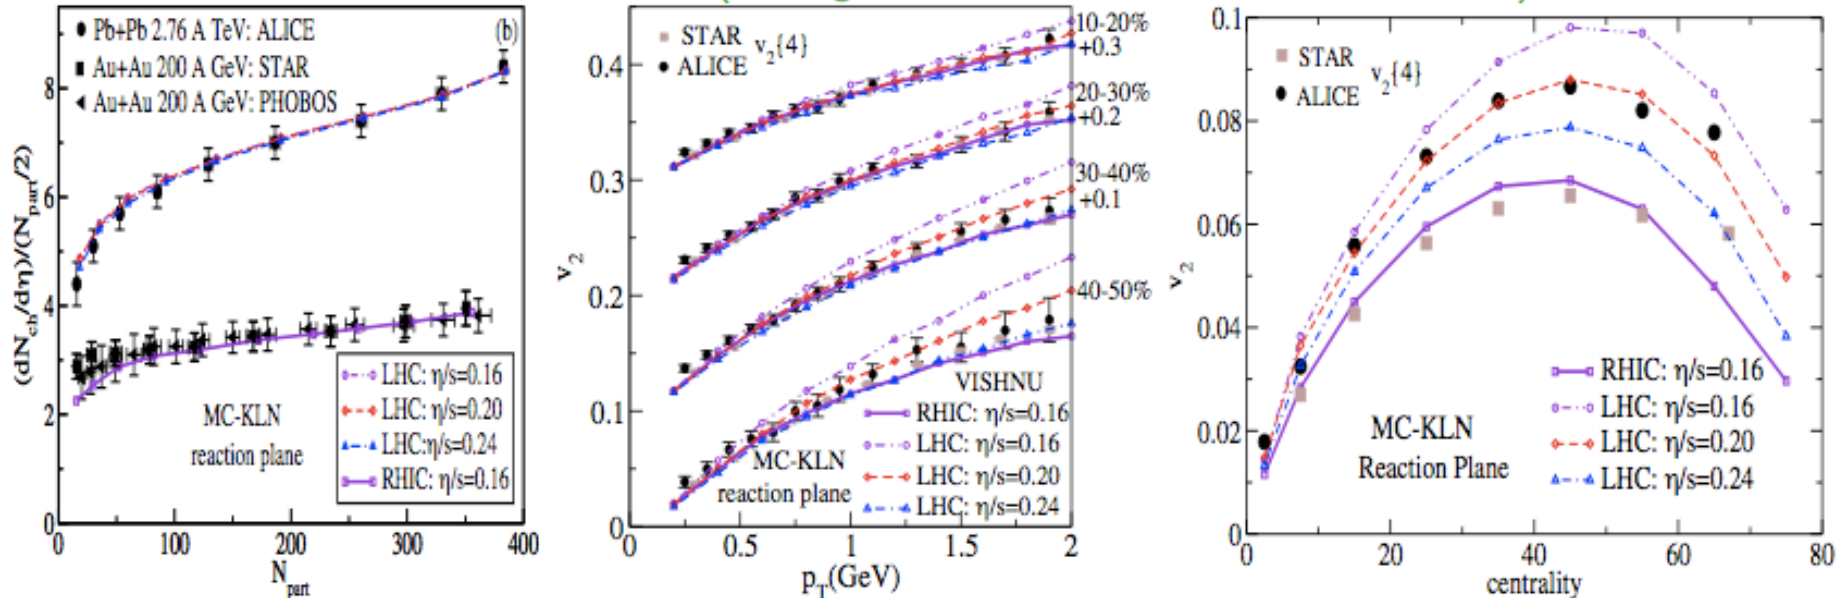 (b)
Pb+Pb 2.76 A TeV: ALICE
Au+Au 200 A GeV: STAR
Au+Au 200 A GeV: PHOBOS
8
6
4
2
0
(dN_ch/dη)/(N_part/2)
MC-KLN
reaction plane
LHC: η/s=0.16
LHC: η/s=0.20
LHC:η/s=0.24
RHIC: η/s=0.16
0 100 200 300 400
N_part
STAR
ALICE
v_2{4}
10-20%
+0.3
20-30%
+0.2
30-40%
+0.1
40-50%
0.4
0.3
0.2
0.1
0
v_2
VISHNU
RHIC: η/s=0.16
LHC: η/s=0.16
LHC: η/s=0.20
LHC: η/s=0.24
MC-KLN
reaction plane
0 0.5 1 1.5 2
p_T(GeV)
STAR
ALICE
v_2{4}
0.1
0.08
0.06
0.04
0.02
0
v_2
MC-KLN
Reaction Plane
RHIC: η/s=0.16
LHC: η/s=0.16
LHC: η/s=0.20
LHC: η/s=0.24
0 20 40 60 80
centrality